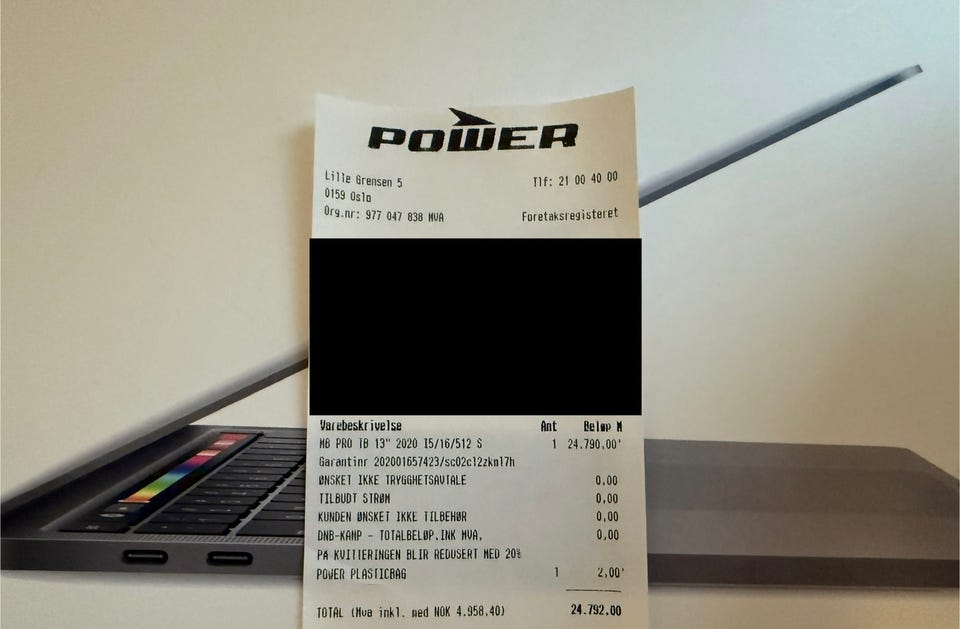 POWER
Lille Grensen 5 Tlf: 21 00 40 00
0159 Oslo
Org.nr: 977 047 838 MVA Foretaksregisteret
Varebeskrivelse Ant Beløp M
MB PRO TB 13" 2020 I5/16/512 S 1 24.790,00'
Garantinr 202001657423/sc02c12zknl7h
ØNSKET IKKE TRYGGHETSAVTALE 0,00
TILBUDT STRØM 0,00
KUNDEN ØNSKET IKKE TILBEHØR 0,00
DNB-KAMP - TOTALBELØP.INK MVA. 0,00
PÅ KVITTERINGEN BLIR REDUSERT MED 20%
POWER PLASTICBAG 1 2,00'
TOTAL (Mva inkl. med NOK 4.958,40) 24.792,00